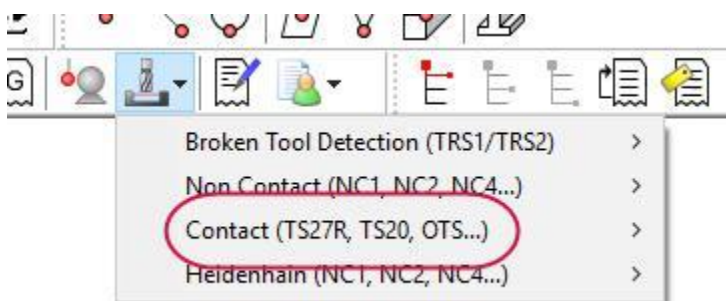 G
Broken Tool Detection (TRS1/TRS2)
Non Contact (NC1, NC2, NC4...)
Contact (TS27R, TS20, OTS...)
Heidenhain (NC1, NC2, NC4...)